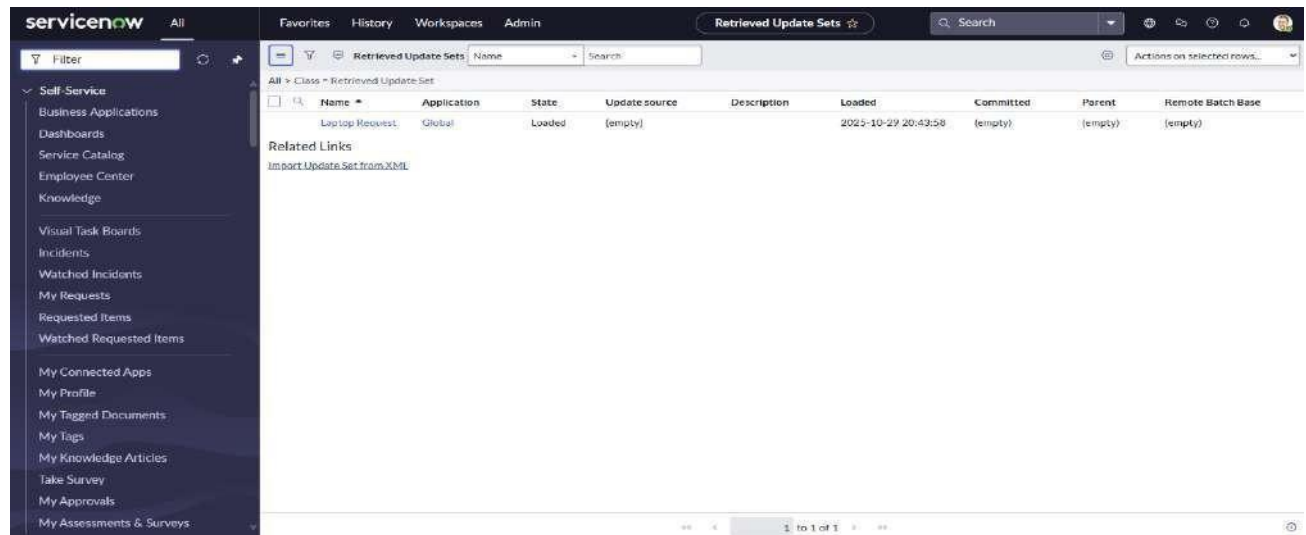 servicenow All Favorites History Workspaces Admin Retrieved Update Sets Search
Filter Retrieved Update Sets Name Search Actions on selected rows...
All > Class = Retrieved Update Set
Name Application State Update source Description Loaded Committed Parent Remote Batch Base
Laptop Request Global Loaded (empty) 2025-10-29 20:43:58 (empty) (empty) (empty)
Related Links
Import Update Set from XML
Self-Service
Business Applications
Dashboards
Service Catalog
Employee Center
Knowledge
Visual Task Boards
Incidents
Watched Incidents
My Requests
Requested Items
Watched Requested Items
My Connected Apps
My Profile
My Tagged Documents
My Tags
My Knowledge Articles
Take Survey
My Approvals
My Assessments & Surveys
1 to 1 of 1